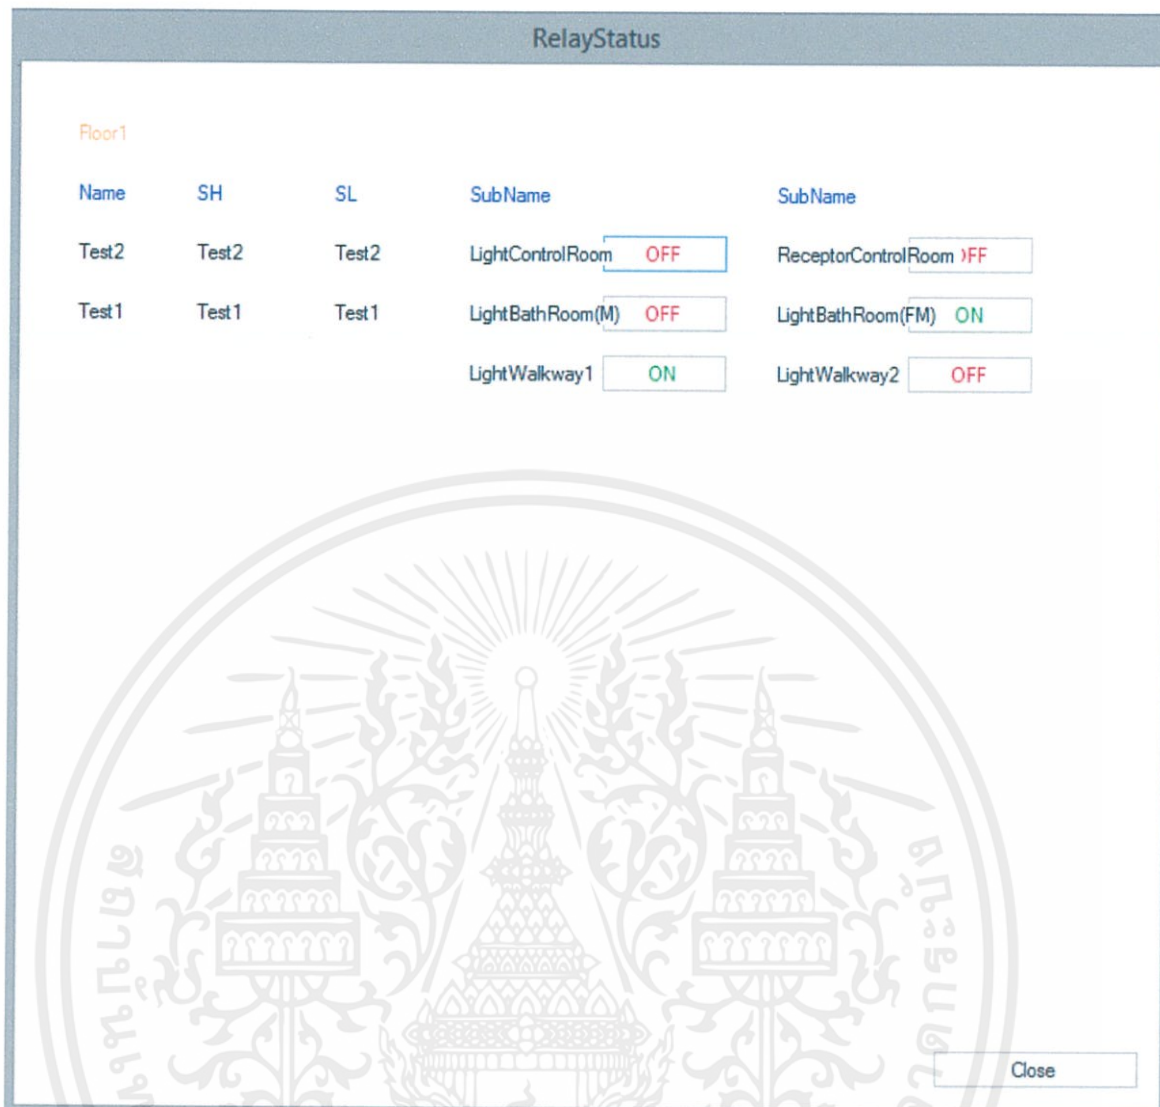 RelayStatus
Floor1
Name SH SL SubName SubName
Test2 Test2 Test2 LightControlRoom OFF ReceptorControlRoom OFF
Test1 Test1 Test1 LightBathRoom(M) OFF LightBathRoom(FM) ON
LightWalkway1 ON LightWalkway2 OFF
Close